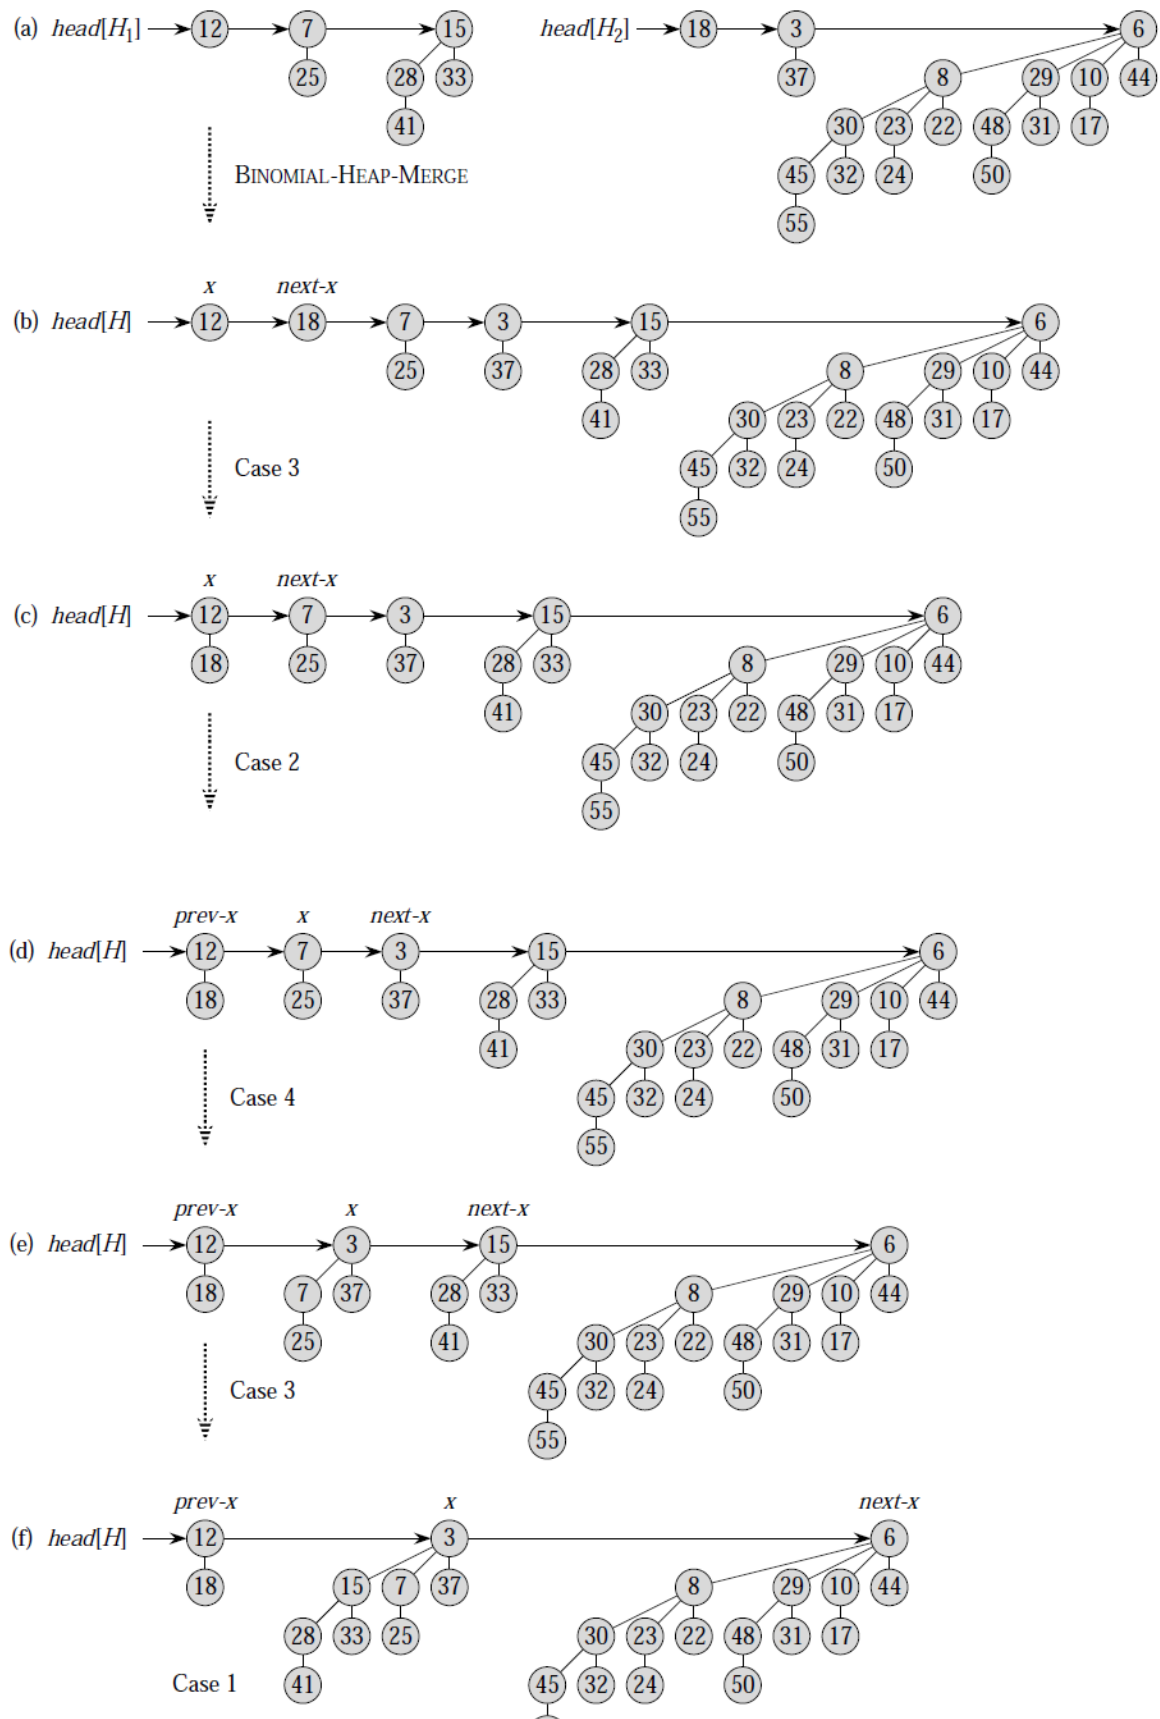 (a) head[H₁] 12 7 15 head[H₂] 18 3 6
25 28 33 37 8 29 10 44
41 30 23 22 48 31 17
BINOMIAL-HEAP-MERGE 45 32 24 50
55
x next-x
(b) head[H] 12 18 7 3 15 6
25 37 28 33 8 29 10 44
41 30 23 22 48 31 17
Case 3 45 32 24 50
55
x next-x
(c) head[H] 12 7 3 15 6
18 25 37 28 33 8 29 10 44
41 30 23 22 48 31 17
Case 2 45 32 24 50
55
prev-x x next-x
(d) head[H] 12 7 3 15 6
18 25 37 28 33 8 29 10 44
41 30 23 22 48 31 17
Case 4 45 32 24 50
55
prev-x x next-x
(e) head[H] 12 3 15 6
18 7 37 28 33 8 29 10 44
25 41 30 23 22 48 31 17
Case 3 45 32 24 50
55
prev-x x next-x
(f) head[H] 12 3 6
18 15 7 37 8 29 10 44
28 33 25 30 23 22 48 31 17
Case 1 41 45 32 24 50